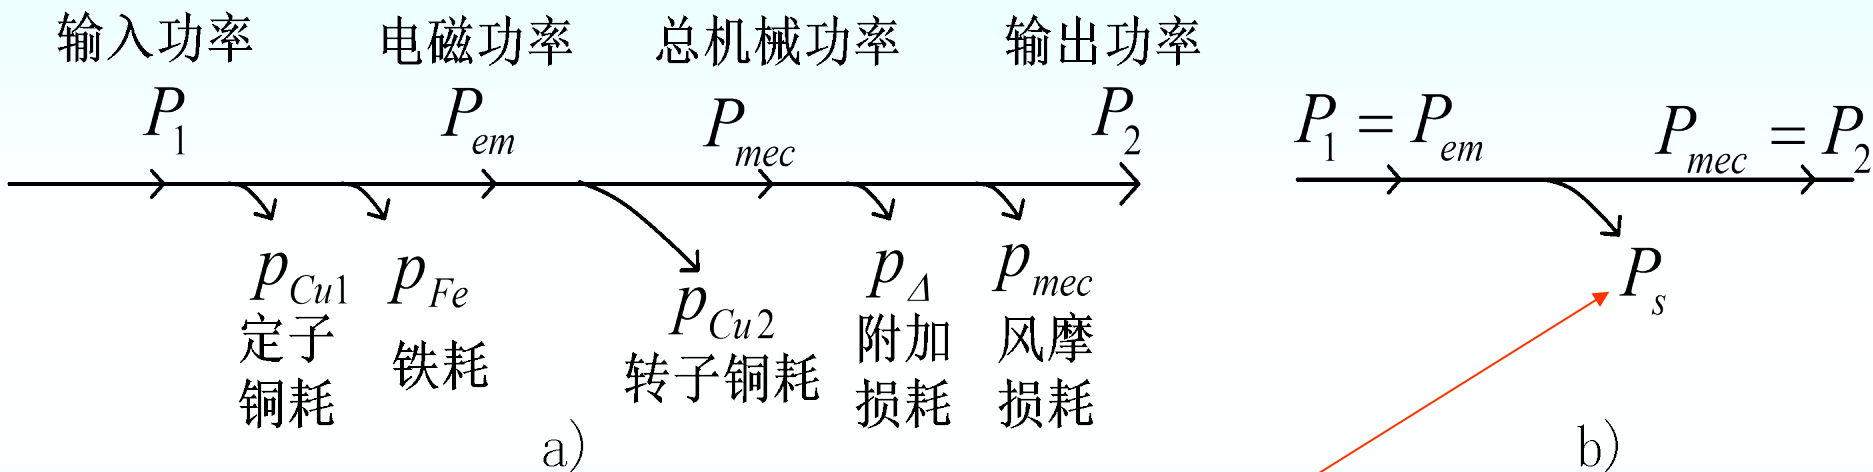 输入功率 电磁功率 总机械功率 输出功率
P1 Pem Pmec P2 P1 = Pem Pmec = P2
pCu1 pFe pCu2 pΔ pmec Ps
定子 铁耗 转子铜耗 附加 风摩
铜耗 损耗 损耗
a) b)